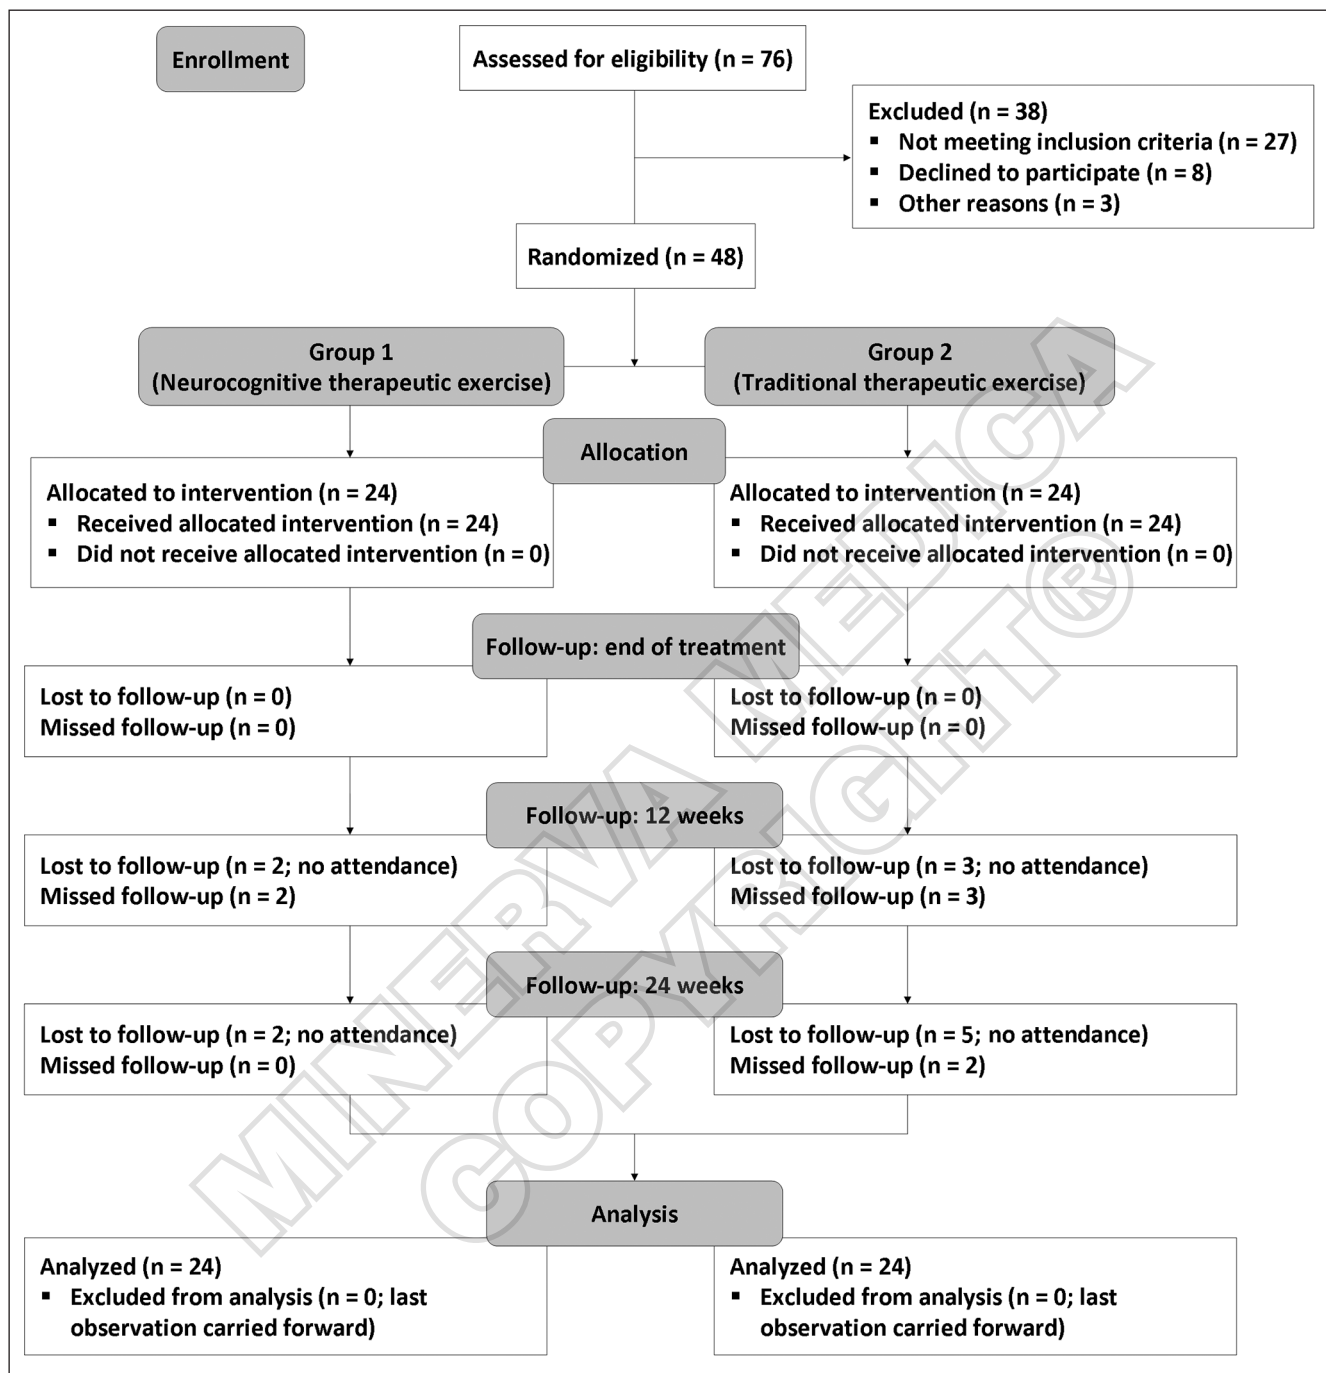 Enrollment
Assessed for eligibility (n = 76)
Excluded (n = 38)
▪ Not meeting inclusion criteria (n = 27)
▪ Declined to participate (n = 8)
▪ Other reasons (n = 3)
Randomized (n = 48)
Group 1
(Neurocognitive therapeutic exercise)
Group 2
(Traditional therapeutic exercise)
Allocation
Allocated to intervention (n = 24)
▪ Received allocated intervention (n = 24)
▪ Did not receive allocated intervention (n = 0)
Allocated to intervention (n = 24)
▪ Received allocated intervention (n = 24)
▪ Did not receive allocated intervention (n = 0)
Follow-up: end of treatment
Lost to follow-up (n = 0)
Missed follow-up (n = 0)
Lost to follow-up (n = 0)
Missed follow-up (n = 0)
Follow-up: 12 weeks
Lost to follow-up (n = 2; no attendance)
Missed follow-up (n = 2)
Lost to follow-up (n = 3; no attendance)
Missed follow-up (n = 3)
Follow-up: 24 weeks
Lost to follow-up (n = 2; no attendance)
Missed follow-up (n = 0)
Lost to follow-up (n = 5; no attendance)
Missed follow-up (n = 2)
Analysis
Analyzed (n = 24)
▪ Excluded from analysis (n = 0; last
observation carried forward)
Analyzed (n = 24)
▪ Excluded from analysis (n = 0; last
observation carried forward)
MINERVA MEDICA
COPYRIGHT®